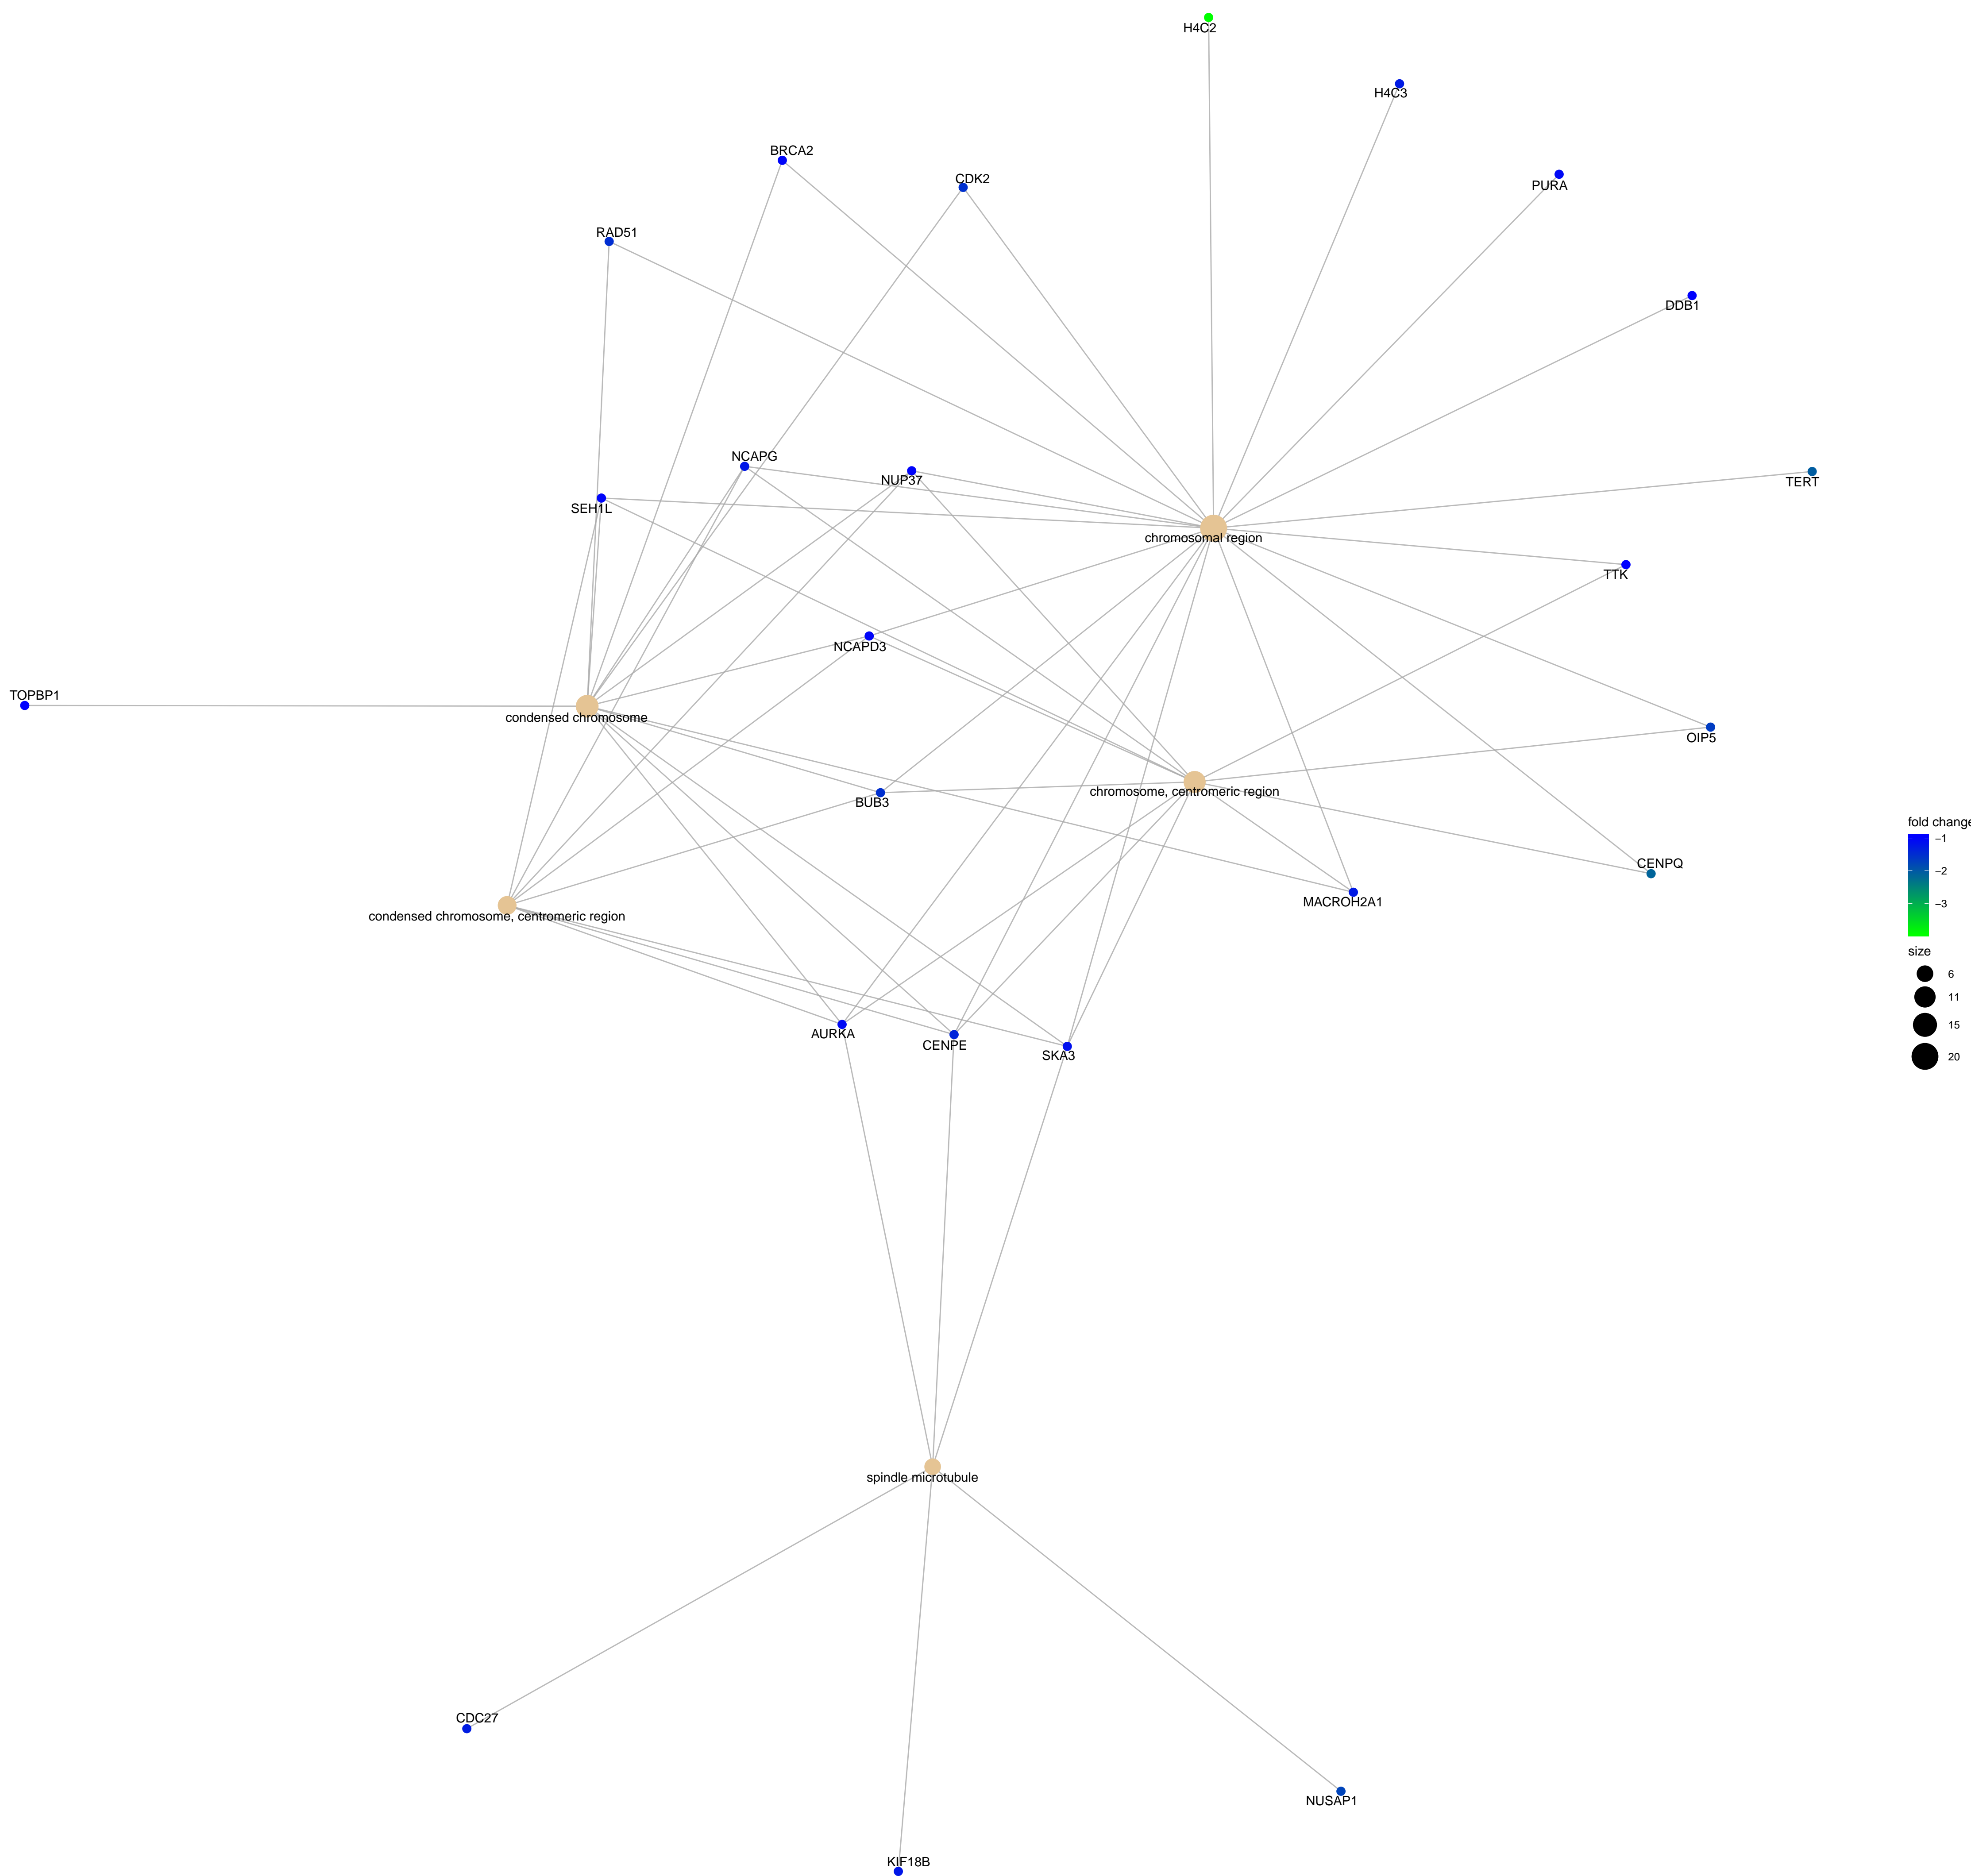 H4C2
H4C3
BRCA2
CDK2
PURA
RAD51
DDB1
NCAPG
NUP37
TERT
SEH1L
chromosomal region
TTK
NCAPD3
TOPBP1
condensed chromosome
OIP5
chromosome, centromeric region
BUB3
CENPQ
MACROH2A1
condensed chromosome, centromeric region
AURKA
CENPE
SKA3
spindle microtubule
CDC27
NUSAP1
KIF18B
fold change
−1
−2
−3
size
6
11
15
20